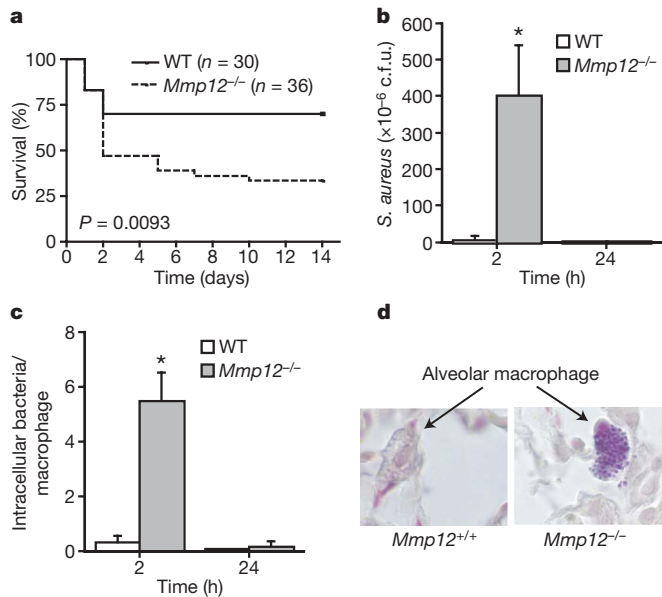 a
WT (n = 30)
Mmp12–/– (n = 36)
Survival (%)
100
75
50
25
0
P = 0.0093
0 2 4 6 8 10 12 14
Time (days)
b
WT
Mmp12–/–
S. aureus (×10–6 c.f.u.)
600
500
400
300
200
100
0
*
2 24
Time (h)
c
WT
Mmp12–/–
Intracellular bacteria/
macrophage
8
6
4
2
0
*
2 24
Time (h)
d
Alveolar macrophage
Mmp12+/+ Mmp12–/–